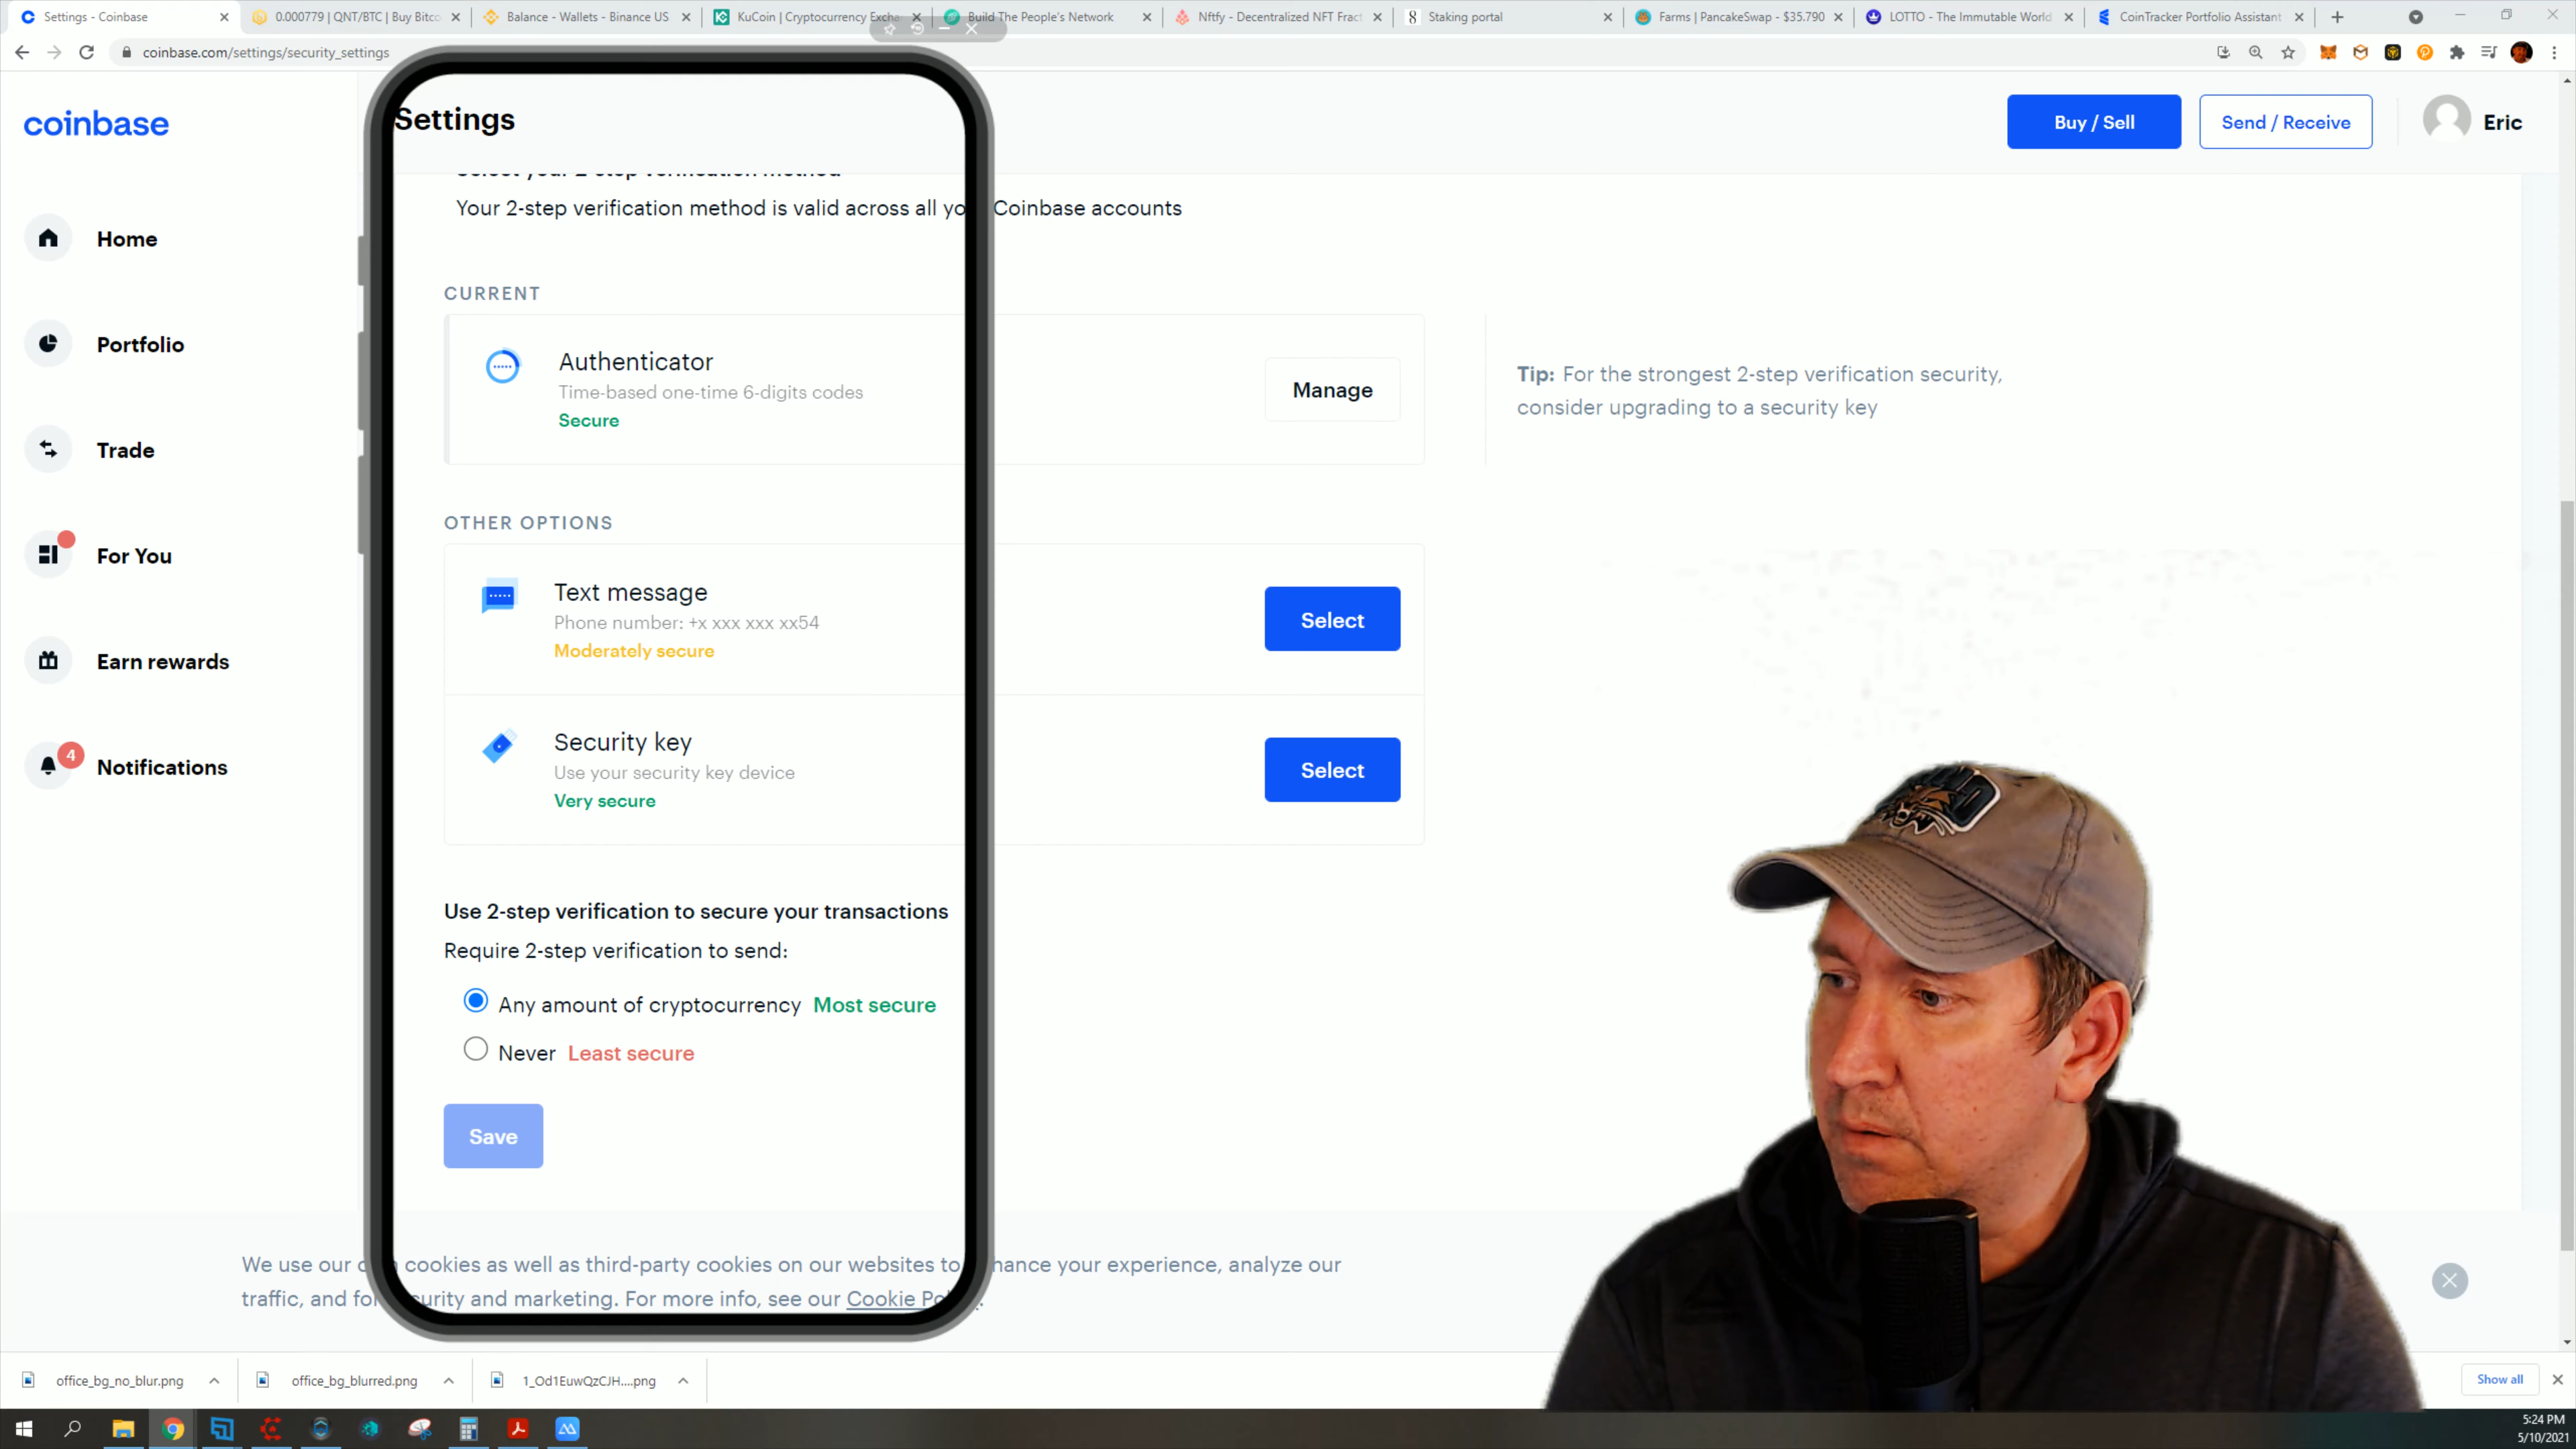 Settings - Coinbase
0.000779 | QNT/BTC | Buy Bitco
Balance - Wallets - Binance US
KuCoin | Cryptocurrency Excha
Build The People's Network
Nftfy - Decentralized NFT Fract
8 Staking portal
Farms | PancakeSwap - $35.790
LOTTO - The Immutable World
CoinTracker Portfolio Assistant
coinbase.com/settings/security_settings
coinbase
Settings
Buy / Sell
Send / Receive
Eric
Home
Portfolio
Trade
For You
Earn rewards
4
Notifications
Select your 2-step verification method
Your 2-step verification method is valid across all yo Coinbase accounts
CURRENT
Authenticator
Time-based one-time 6-digits codes
Secure
Manage
Tip: For the strongest 2-step verification security,
consider upgrading to a security key
OTHER OPTIONS
Text message
Phone number: +x xxx xxx xx54
Moderately secure
Select
Security key
Use your security key device
Very secure
Select
Use 2-step verification to secure your transactions
Require 2-step verification to send:
Any amount of cryptocurrency Most secure
Never Least secure
Save
We use our cookies as well as third-party cookies on our websites to hance your experience, analyze our
traffic, and for curity and marketing. For more info, see our Cookie Po
office_bg_no_blur.png
office_bg_blurred.png
1_Od1EuwQzCJH....png
Show all
5:24 PM
5/10/2021